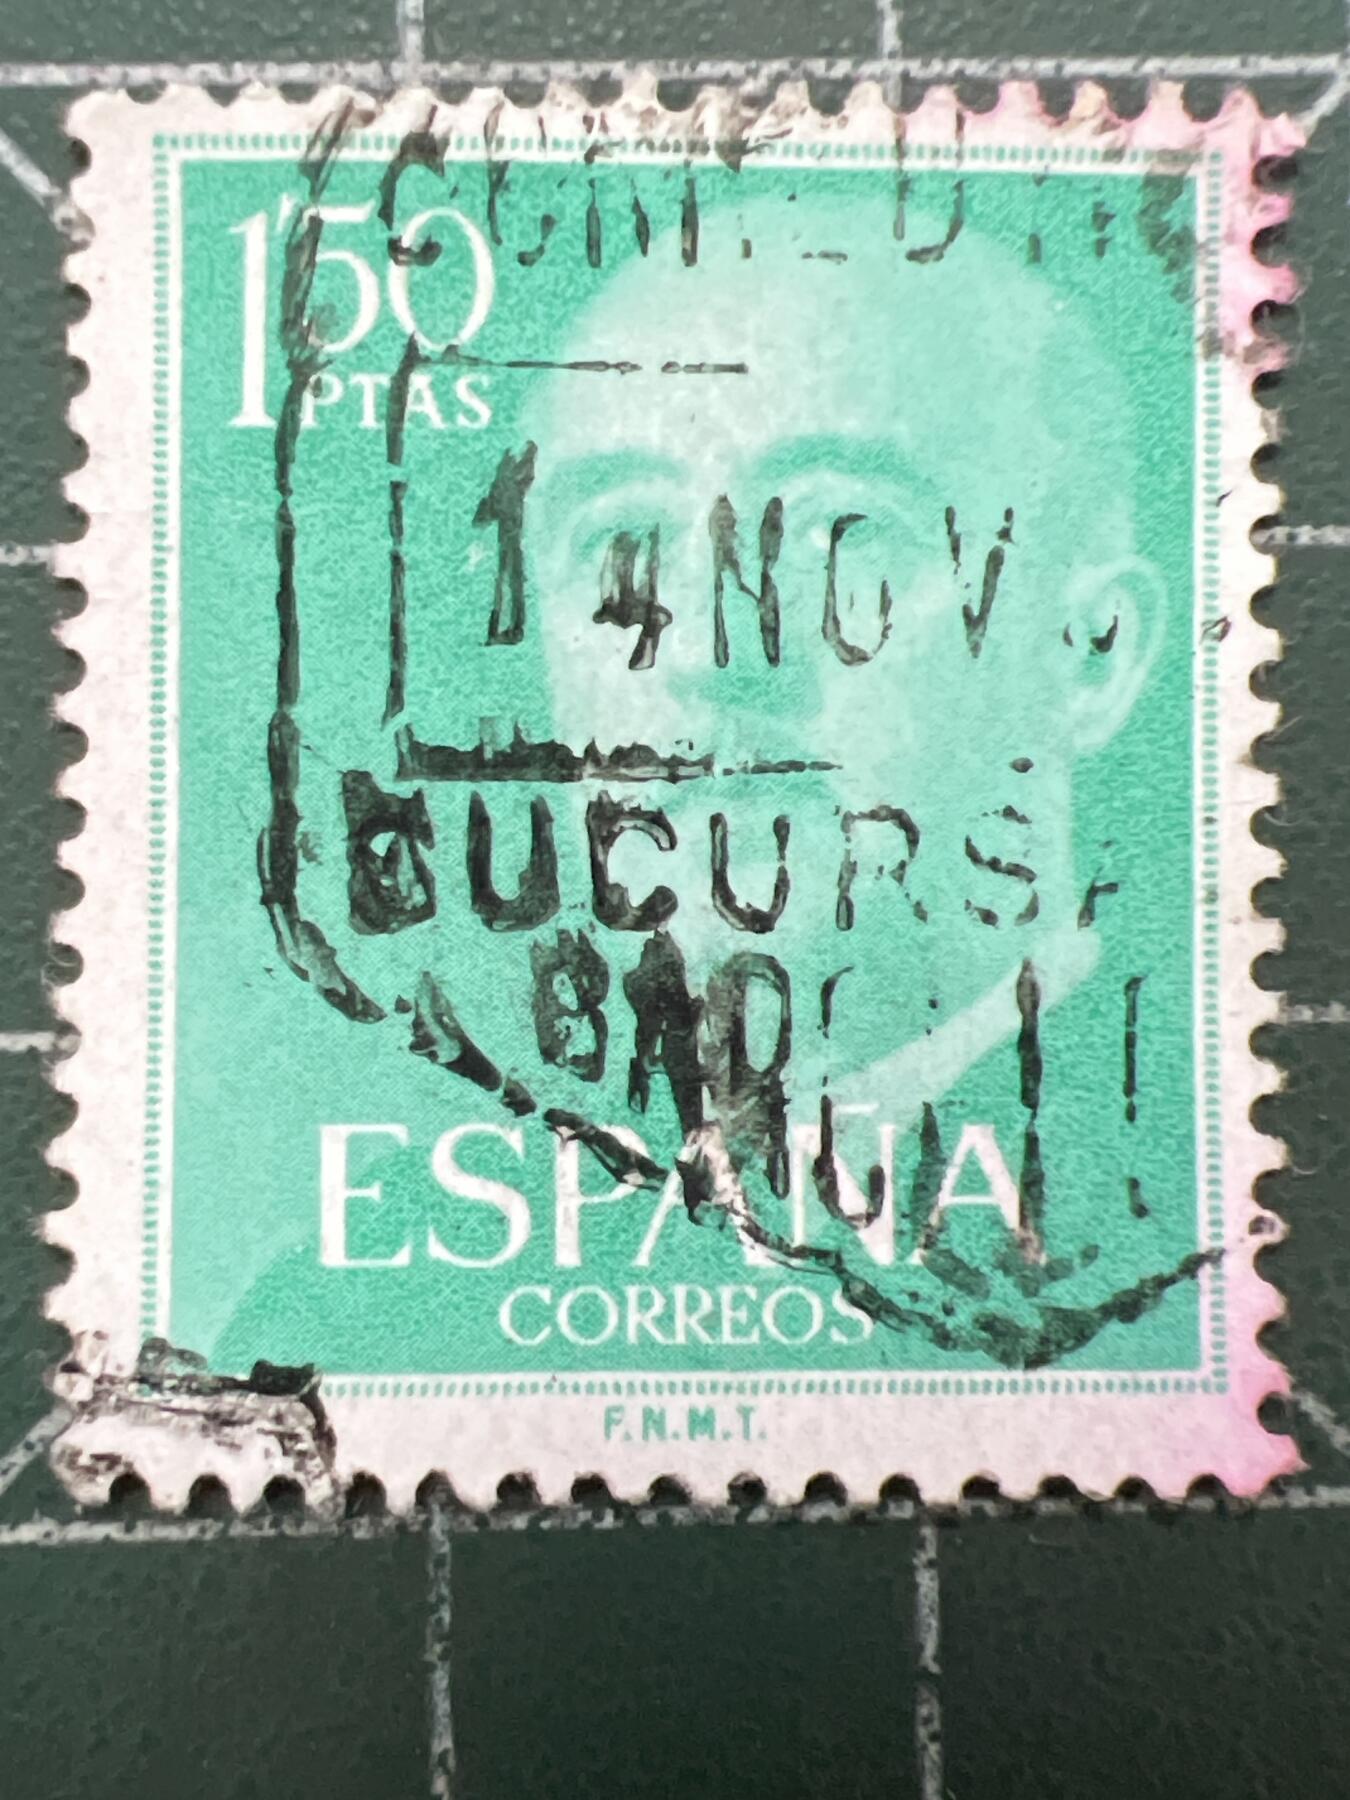 1'50
PTAS
14 NOV.
SUCURS
ESPAÑA
CORREOS
F.N.M.T.